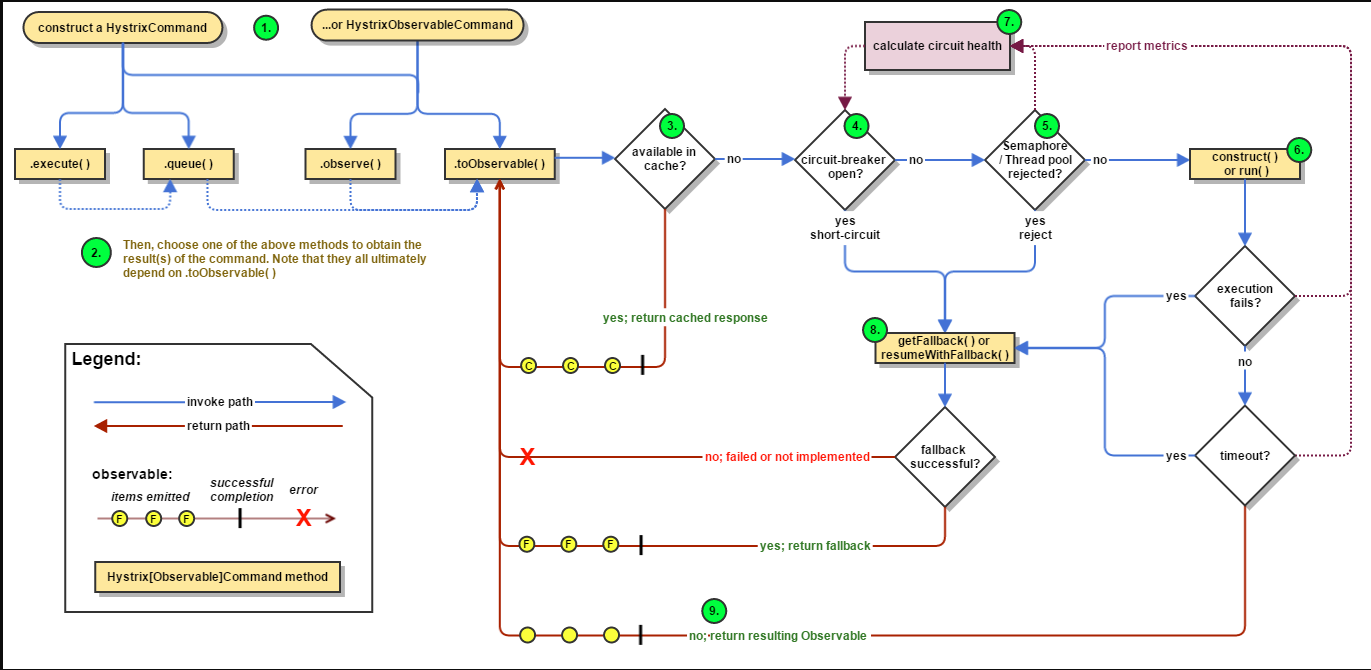 construct a HystrixCommand
1.
...or HystrixObservableCommand
7.
calculate circuit health
report metrics
.execute( )
.queue( )
.observe( )
.toObservable( )
3.
available in
cache?
no
4.
circuit-breaker
open?
no
5.
Semaphore
/ Thread pool
rejected?
no
6.
construct( )
or run( )
yes
short-circuit
yes
reject
2.
Then, choose one of the above methods to obtain the
result(s) of the command. Note that they all ultimately
depend on .toObservable( )
yes; return cached response
C C C
8.
getFallback( ) or
resumeWithFallback( )
yes
execution
fails?
no
yes
timeout?
X
no; failed or not implemented
fallback
successful?
F F F
yes; return fallback
9.
no; return resulting Observable
Legend:
invoke path
return path
observable:
items emitted
successful
completion
error
F F F
X
Hystrix[Observable]Command method